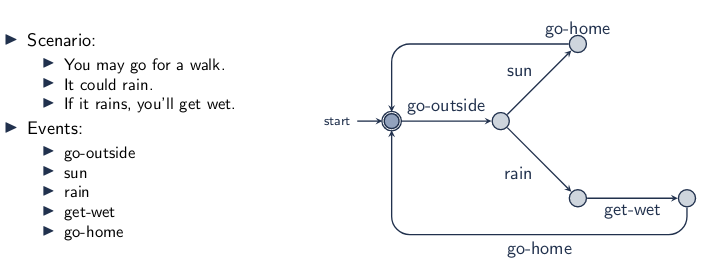 Scenario:
You may go for a walk.
It could rain.
If it rains, you'll get wet.
Events:
go-outside
sun
rain
get-wet
go-home
go-home
sun
go-outside
start
rain
get-wet
go-home